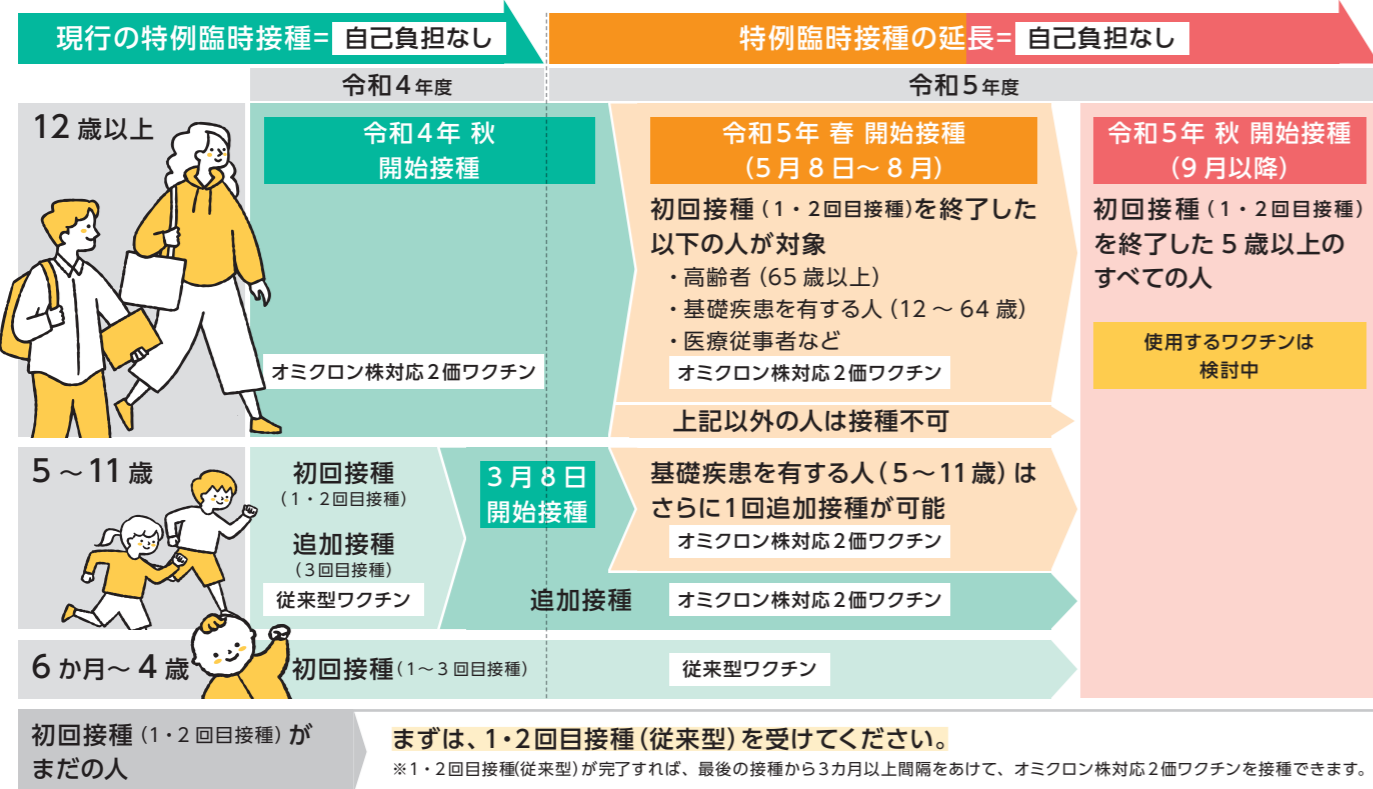 現行の特例臨時接種= 自己負担なし
特例臨時接種の延長= 自己負担なし
令和4年度
令和5年度
12歳以上
令和4年 秋
開始接種
オミクロン株対応2価ワクチン
令和5年 春 開始接種
(5月8日~8月)
初回接種(1・2回目接種)を終了した
以下の人が対象
・高齢者(65歳以上)
・基礎疾患を有する人(12~64歳)
・医療従事者など
オミクロン株対応2価ワクチン
上記以外の人は接種不可
令和5年 秋 開始接種
(9月以降)
初回接種(1・2回目接種)
を終了した5歳以上の
すべての人
使用するワクチンは
検討中
5~11歳
初回接種
(1・2回目接種)
追加接種
(3回目接種)
従来型ワクチン
3月8日
開始接種
基礎疾患を有する人(5~11歳)は
さらに1回追加接種が可能
オミクロン株対応2価ワクチン
追加接種 オミクロン株対応2価ワクチン
6か月~4歳
初回接種(1~3回目接種) 従来型ワクチン
初回接種(1・2回目接種)が
まだの人
まずは、1・2回目接種(従来型)を受けてください。
※1・2回目接種(従来型)が完了すれば、最後の接種から3カ月以上間隔をあけて、オミクロン株対応2価ワクチンを接種できます。